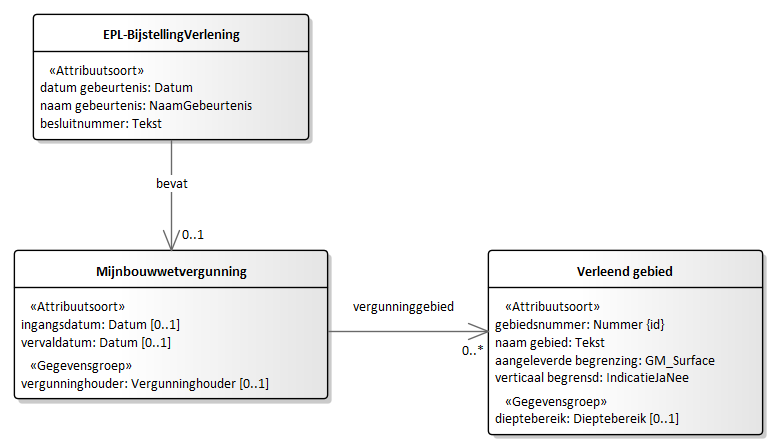 EPL-BijstellingVerlening
«Attribuutsoort»
datum gebeurtenis: Datum
naam gebeurtenis: NaamGebeurtenis
besluitnummer: Tekst
bevat
0..1
Mijnbouwwetvergunning
«Attribuutsoort»
ingangsdatum: Datum [0..1]
vervaldatum: Datum [0..1]
«Gegevensgroep»
vergunninghouder: Vergunninghouder [0..1]
vergunninggebied
0..*
Verleend gebied
«Attribuutsoort»
gebiedsnummer: Nummer {id}
naam gebied: Tekst
aangeleverde begrenzing: GM_Surface
verticaal begrensd: IndicatieJaNee
«Gegevensgroep»
dieptebereik: Dieptebereik [0..1]